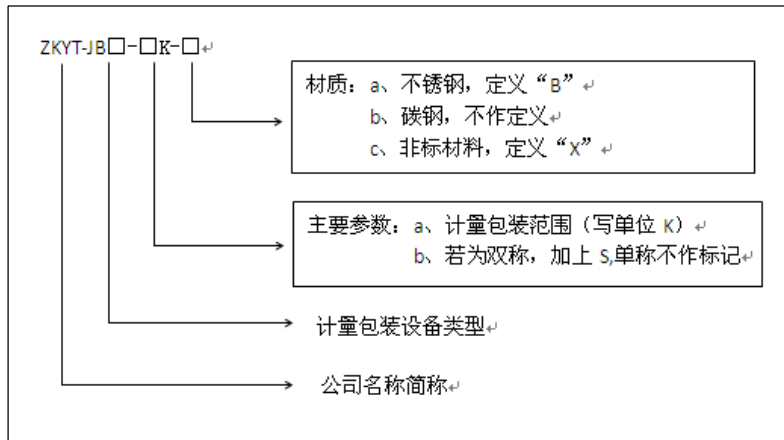 ZKYT-JB□-□K-□↵
材质：a、不锈钢，定义“B”↵
b、碳钢，不作定义↵
c、非标材料，定义“X”↵
主要参数：a、计量包装范围（写单位 K）↵
b、若为双称，加上 S,单称不作标记↵
计量包装设备类型↵
公司名称简称↵